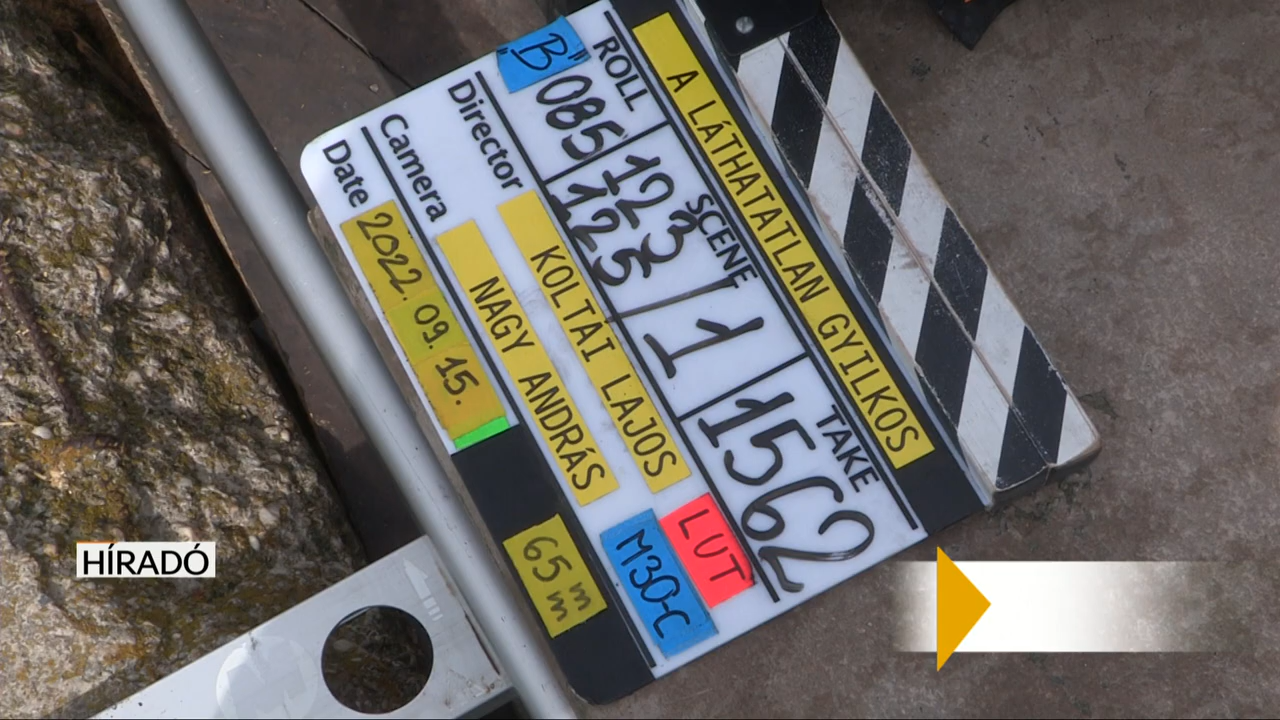 A LÁTHATATLAN GYILKOS
ROLL
SCENE
TAKE
"B"
085
123
1
1562
125
Director
KOLTAI LAJOS
Camera
NAGY ANDRÁS
Date
2022. 09. 15.
LUT
M30-C
65 mm
HÍRADÓ